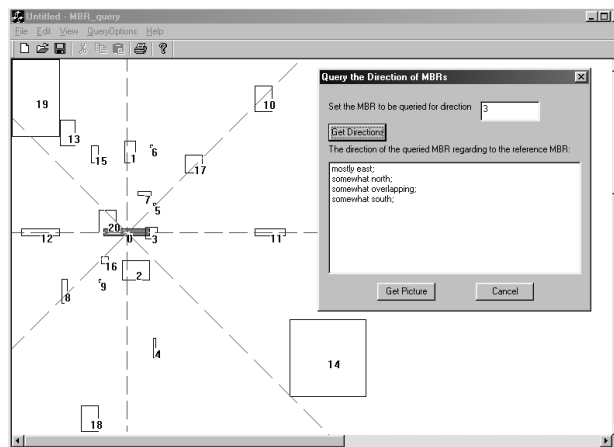 Untitled - MBR_query
File Edit View QueryOptions Help
Query the Direction of MBRs
Set the MBR to be queried for direction 3
Get Directions
The direction of the queried MBR regarding to the reference MBR:
mostly east;
somewhat north;
somewhat overlapping;
somewhat south;
Get Picture Cancel
19
10
13
15
1
6
17
7
5
20
12
0
3
11
16
2
8
9
4
14
18